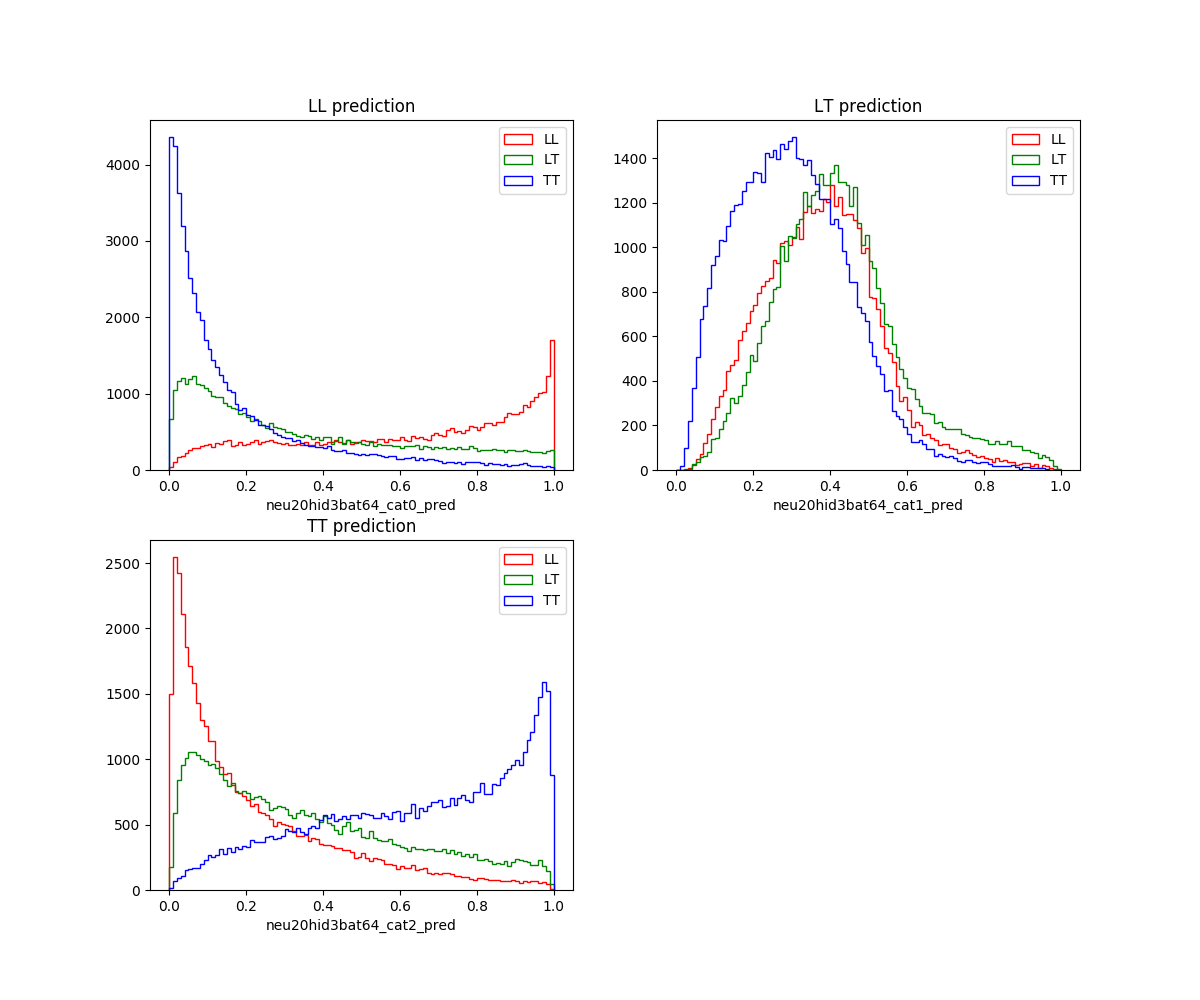 LL prediction
4000
3000
2000
1000
0
LL
LT
TT
0.0 0.2 0.4 0.6 0.8 1.0
neu20hid3bat64_cat0_pred
LT prediction
1400
1200
1000
800
600
400
200
0
LL
LT
TT
0.0 0.2 0.4 0.6 0.8 1.0
neu20hid3bat64_cat1_pred
TT prediction
2500
2000
1500
1000
500
0
LL
LT
TT
0.0 0.2 0.4 0.6 0.8 1.0
neu20hid3bat64_cat2_pred